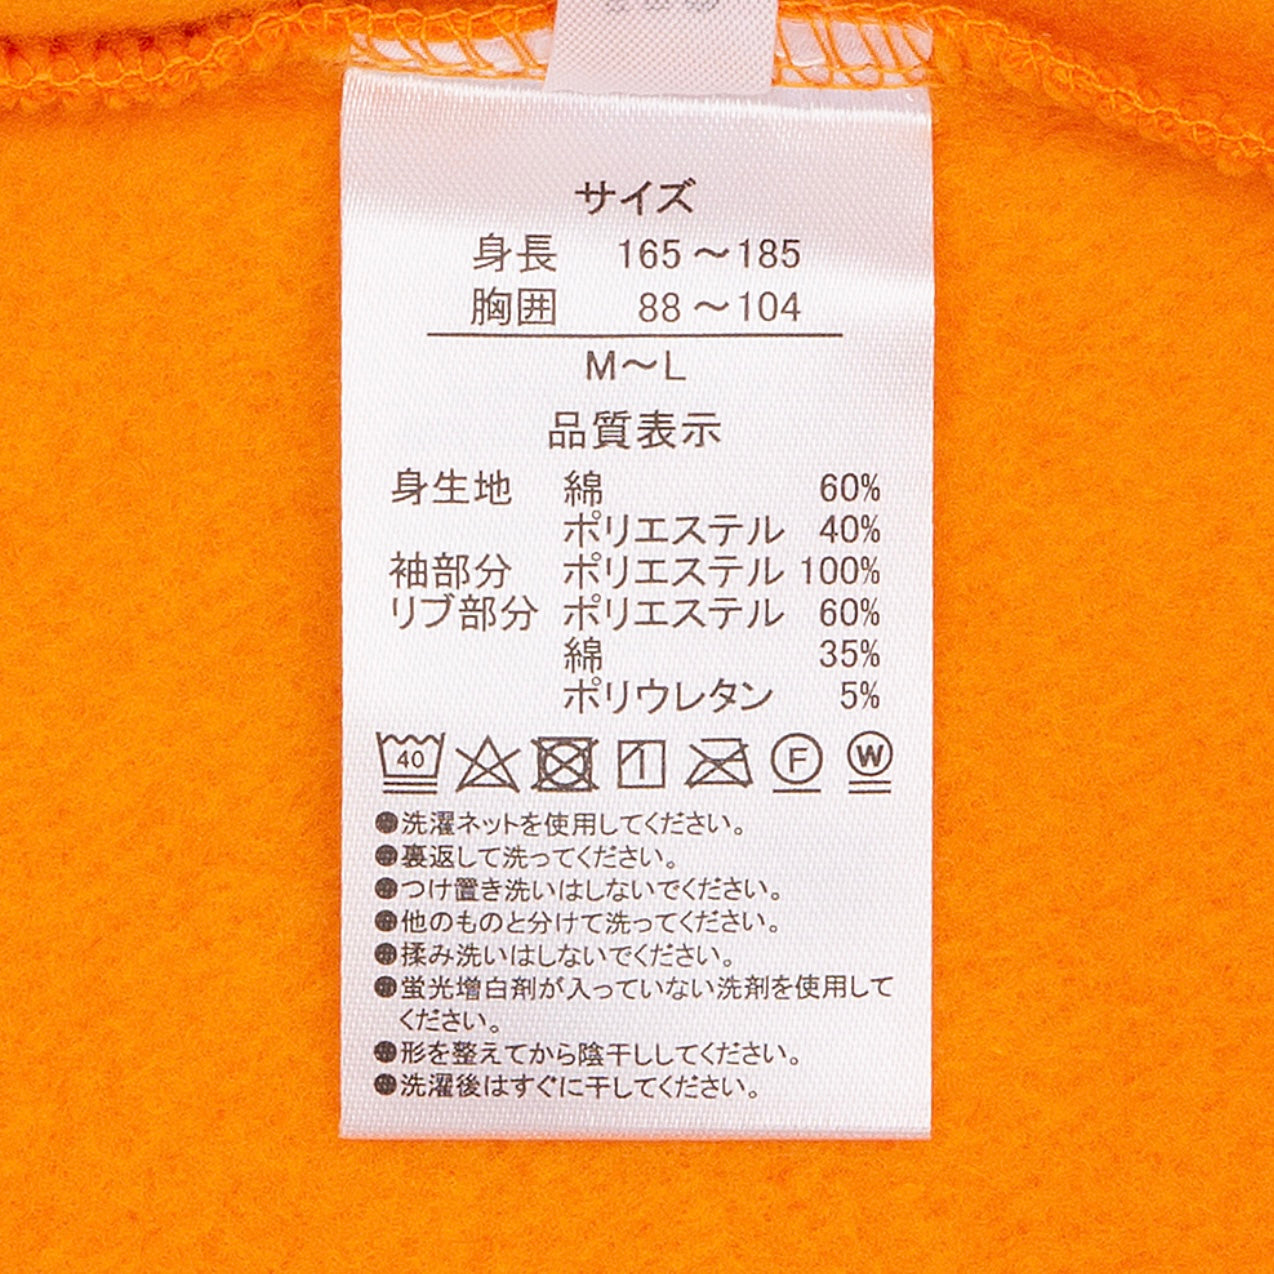 サイズ
身長 165～185
胸囲 88～104
M～L
品質表示
身生地 綿 60%
ポリエステル 40%
袖部分 ポリエステル 100%
リブ部分 ポリエステル 60%
綿 35%
ポリウレタン 5%
40 F W
●洗濯ネットを使用してください。
●裏返して洗ってください。
●つけ置き洗いはしないでください。
●他のものと分けて洗ってください。
●揉み洗いはしないでください。
●蛍光増白剤が入っていない洗剤を使用して
ください。
●形を整えてから陰干ししてください。
●洗濯後はすぐに干してください。